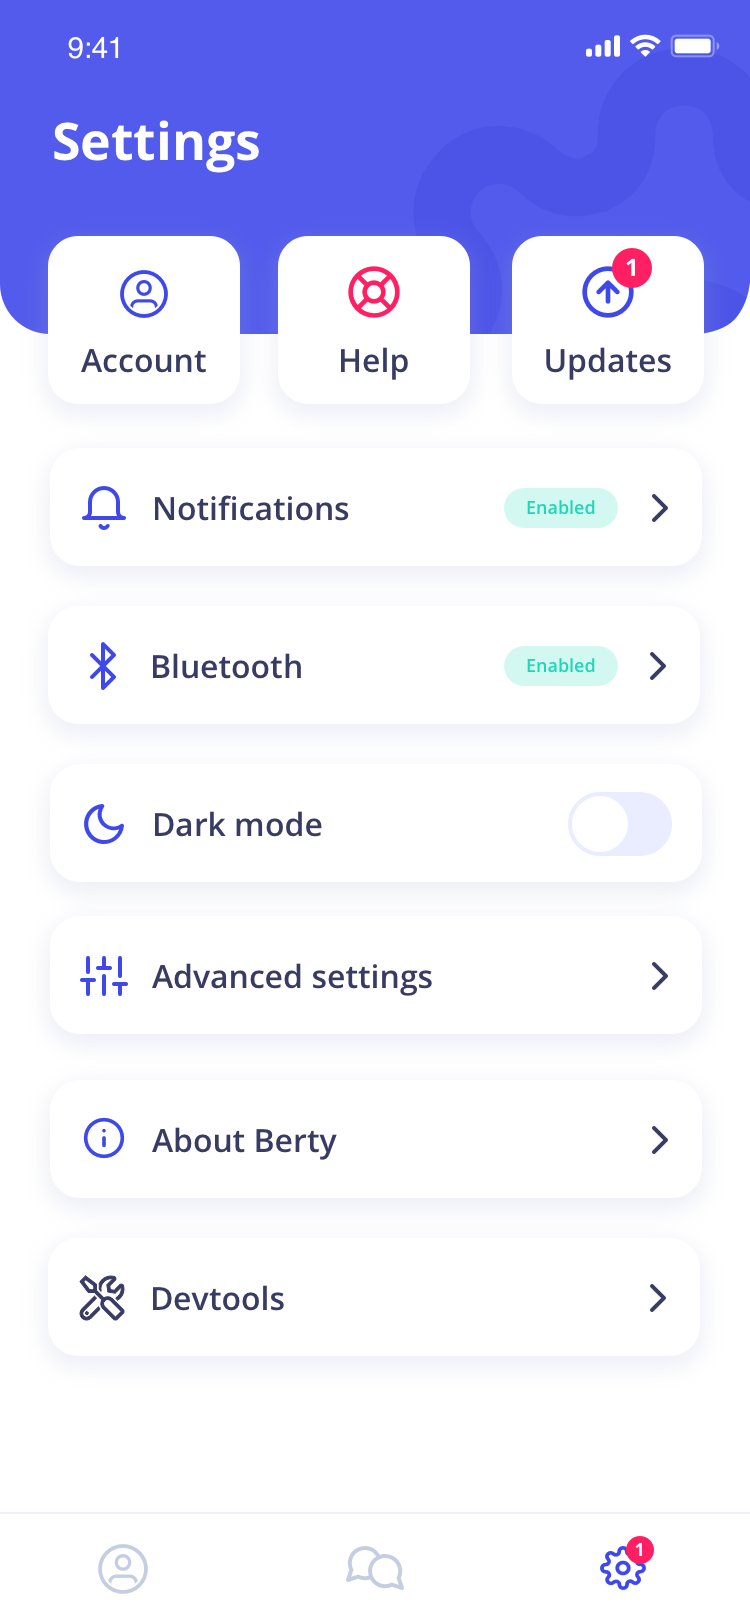 9:41
Settings
1
Account
Help
Updates
Notifications
Enabled
Bluetooth
Enabled
Dark mode
Advanced settings
About Berty
Devtools
1